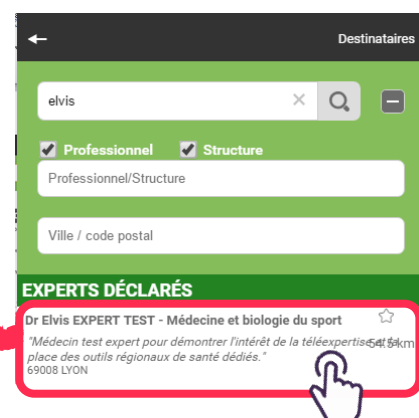 Destinataires
elvis
Professionnel Structure
Professionnel/Structure
Ville / code postal
EXPERTS DÉCLARÉS
Dr Elvis EXPERT TEST - Médecine et biologie du sport
"Médecin test expert pour démontrer l'intérêt de la téléexpertise et la 54.5 km
place des outils régionaux de santé dédiés."
69008 LYON